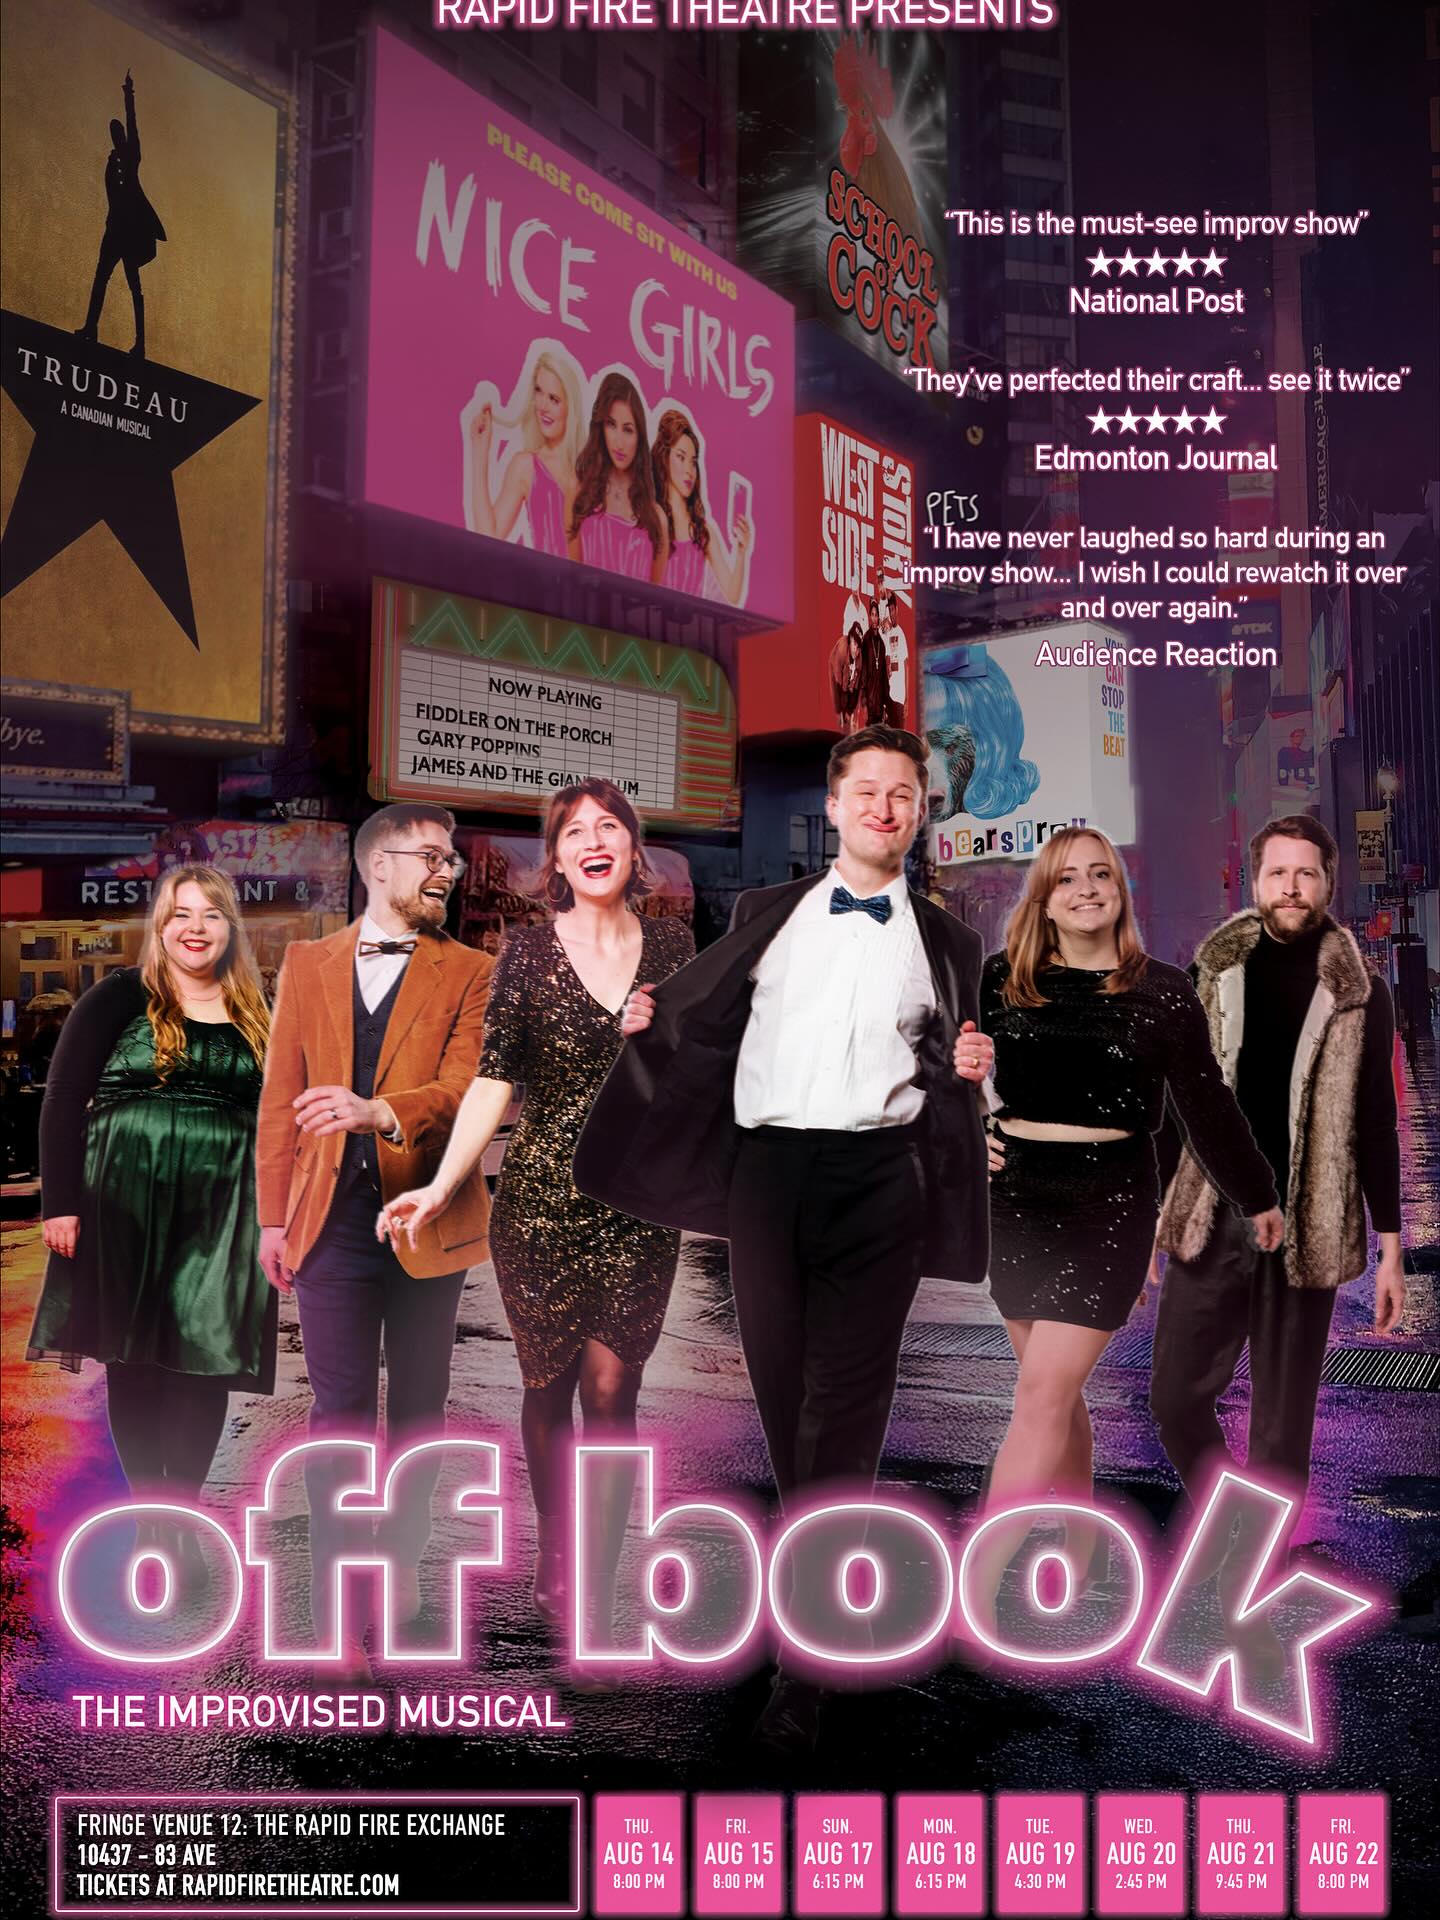 RAPID FIRE THEATRE PRESENTS
PLEASE COME SIT WITH US
NICE GIRLS
SCHOOL
OF
COCK
TRUDEAU
A CANADIAN MUSICAL
"This is the must-see improv show"
★★★★★
National Post
"They've perfected their craft... see it twice"
★★★★★
Edmonton Journal
WEST
SIDE
STORY
PETS
"I have never laughed so hard during an
improv show... I wish I could rewatch it over
and over again."
Audience Reaction
YOU
CAN
STOP
THE
BEAT
NOW PLAYING
FIDDLER ON THE PORCH
GARY POPPINS
JAMES AND THE
bye.
&
off book
THE IMPROVISED MUSICAL
FRINGE VENUE 12: THE RAPID FIRE EXCHANGE
10437 - 83 AVE
TICKETS AT RAPIDFIRETHEATRE.COM
THU.
AUG 14
8:00 PM
FRI.
AUG 15
8:00 PM
SUN.
AUG 17
6:15 PM
MON.
AUG 18
6:15 PM
TUE.
AUG 19
4:30 PM
WED.
AUG 20
2:45 PM
THU.
AUG 21
9:45 PM
FRI.
AUG 22
8:00 PM